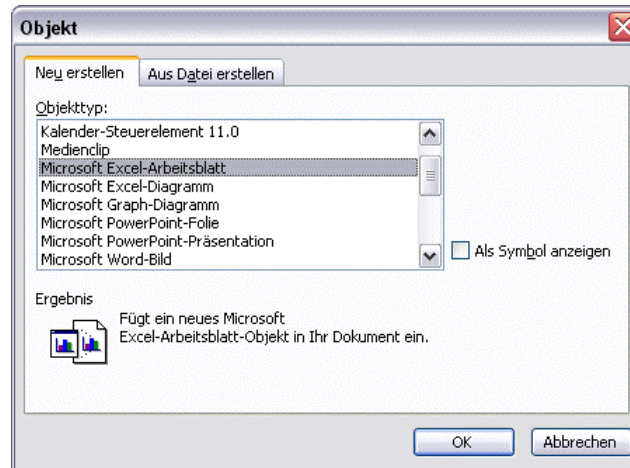 Objekt
Neu erstellen
Aus Datei erstellen
Objekttyp:
Kalender-Steuerelement 11.0
Medienclip
Microsoft Excel-Arbeitsblatt
Microsoft Excel-Diagramm
Microsoft Graph-Diagramm
Microsoft PowerPoint-Folie
Microsoft PowerPoint-Präsentation
Microsoft Word-Bild
Als Symbol anzeigen
Ergebnis
Fügt ein neues Microsoft
Excel-Arbeitsblatt-Objekt in Ihr Dokument ein.
OK
Abbrechen